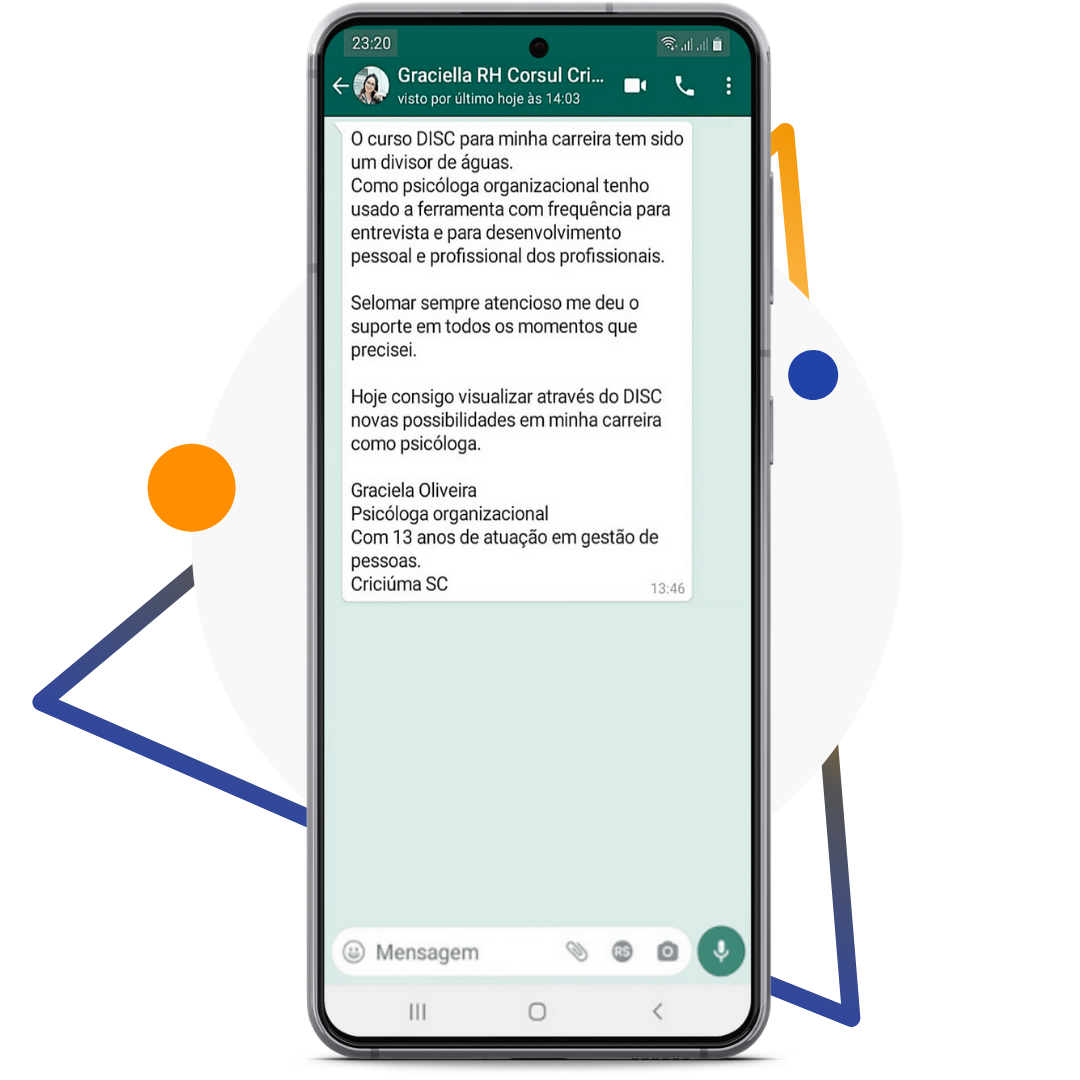 23:20
Graciella RH Corsul Cri...
visto por último hoje às 14:03
O curso DISC para minha carreira tem sido
um divisor de águas.
Como psicóloga organizacional tenho
usado a ferramenta com frequência para
entrevista e para desenvolvimento
pessoal e profissional dos profissionais.
Selomar sempre atencioso me deu o
suporte em todos os momentos que
precisei.
Hoje consigo visualizar através do DISC
novas possibilidades em minha carreira
como psicóloga.
Graciela Oliveira
Psicóloga organizacional
Com 13 anos de atuação em gestão de
pessoas.
Criciúma SC
13:46
Mensagem
R$